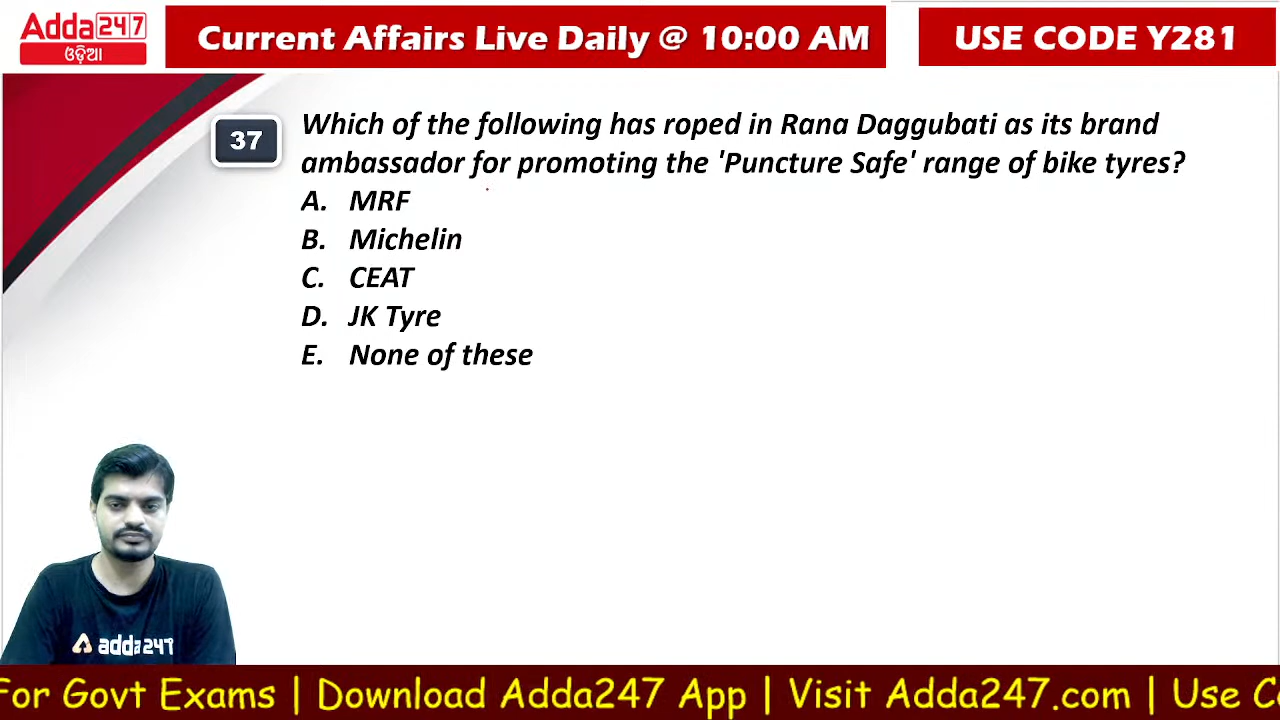 Adda247
ଓଡ଼ିଆ
Current Affairs Live Daily @ 10:00 AM
USE CODE Y281
37
Which of the following has roped in Rana Daggubati as its brand
ambassador for promoting the 'Puncture Safe' range of bike tyres?
A. MRF
B. Michelin
C. CEAT
D. JK Tyre
E. None of these
adda247
For Govt Exams | Download Adda247 App | Visit Adda247.com | Use